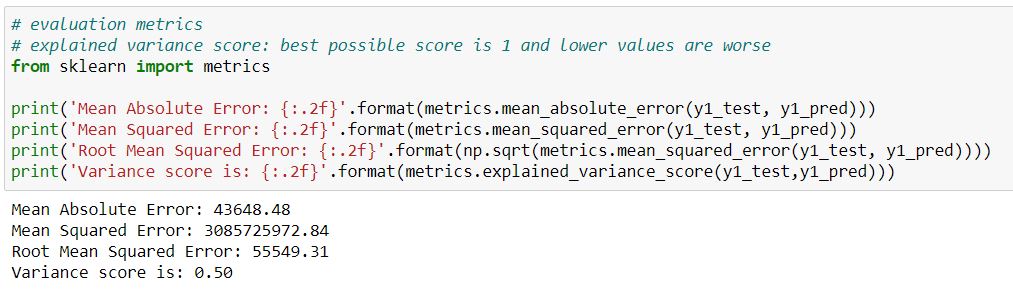 # evaluation metrics
# explained variance score: best possible score is 1 and lower values are worse
from sklearn import metrics
print('Mean Absolute Error: {:.2f}'.format(metrics.mean_absolute_error(y1_test, y1_pred)))
print('Mean Squared Error: {:.2f}'.format(metrics.mean_squared_error(y1_test, y1_pred)))
print('Root Mean Squared Error: {:.2f}'.format(np.sqrt(metrics.mean_squared_error(y1_test, y1_pred))))
print('Variance score is: {:.2f}'.format(metrics.explained_variance_score(y1_test,y1_pred)))
Mean Absolute Error: 43648.48
Mean Squared Error: 3085725972.84
Root Mean Squared Error: 55549.31
Variance score is: 0.50